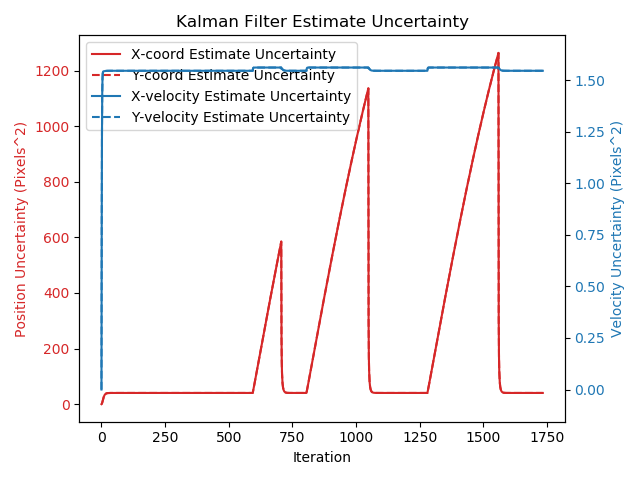 Kalman Filter Estimate Uncertainty
X-coord Estimate Uncertainty
Y-coord Estimate Uncertainty
X-velocity Estimate Uncertainty
Y-velocity Estimate Uncertainty
Position Uncertainty (Pixels^2)
1200
1000
800
600
400
200
0
Velocity Uncertainty (Pixels^2)
1.50
1.25
1.00
0.75
0.50
0.25
0.00
0 250 500 750 1000 1250 1500 1750
Iteration